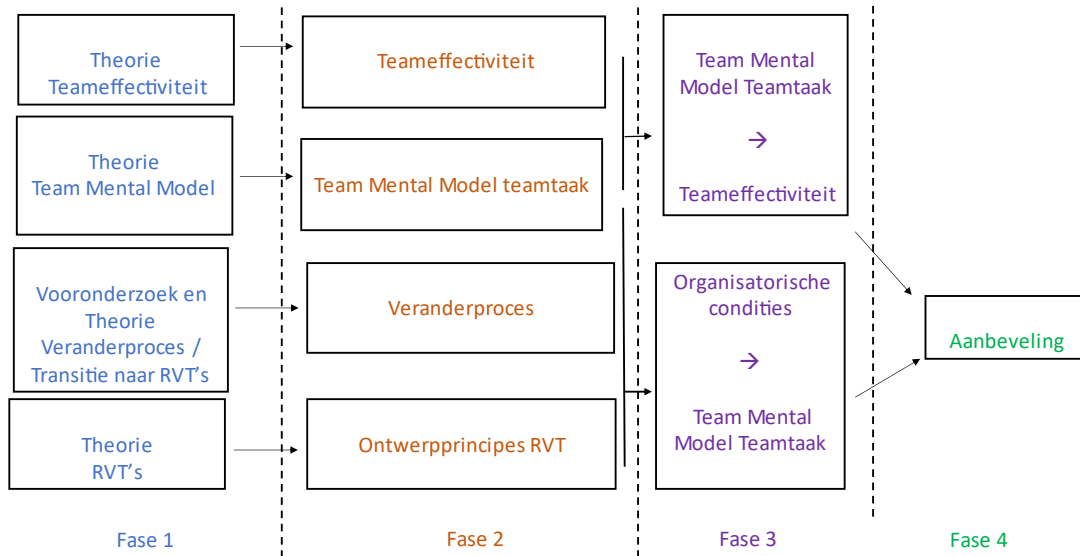 Theorie
Teameffectiviteit
Theorie
Team Mental Model
Vooronderzoek en
Theorie
Veranderproces /
Transitie naar RVT’s
Theorie
RVT’s
Fase 1
Teameffectiviteit
Team Mental Model teamtaak
Veranderproces
Ontwerpprincipes RVT
Fase 2
Team Mental
Model Teamtaak
→
Teameffectiviteit
Organisatorische
condities
→
Team Mental
Model Teamtaak
Fase 3
Aanbeveling
Fase 4